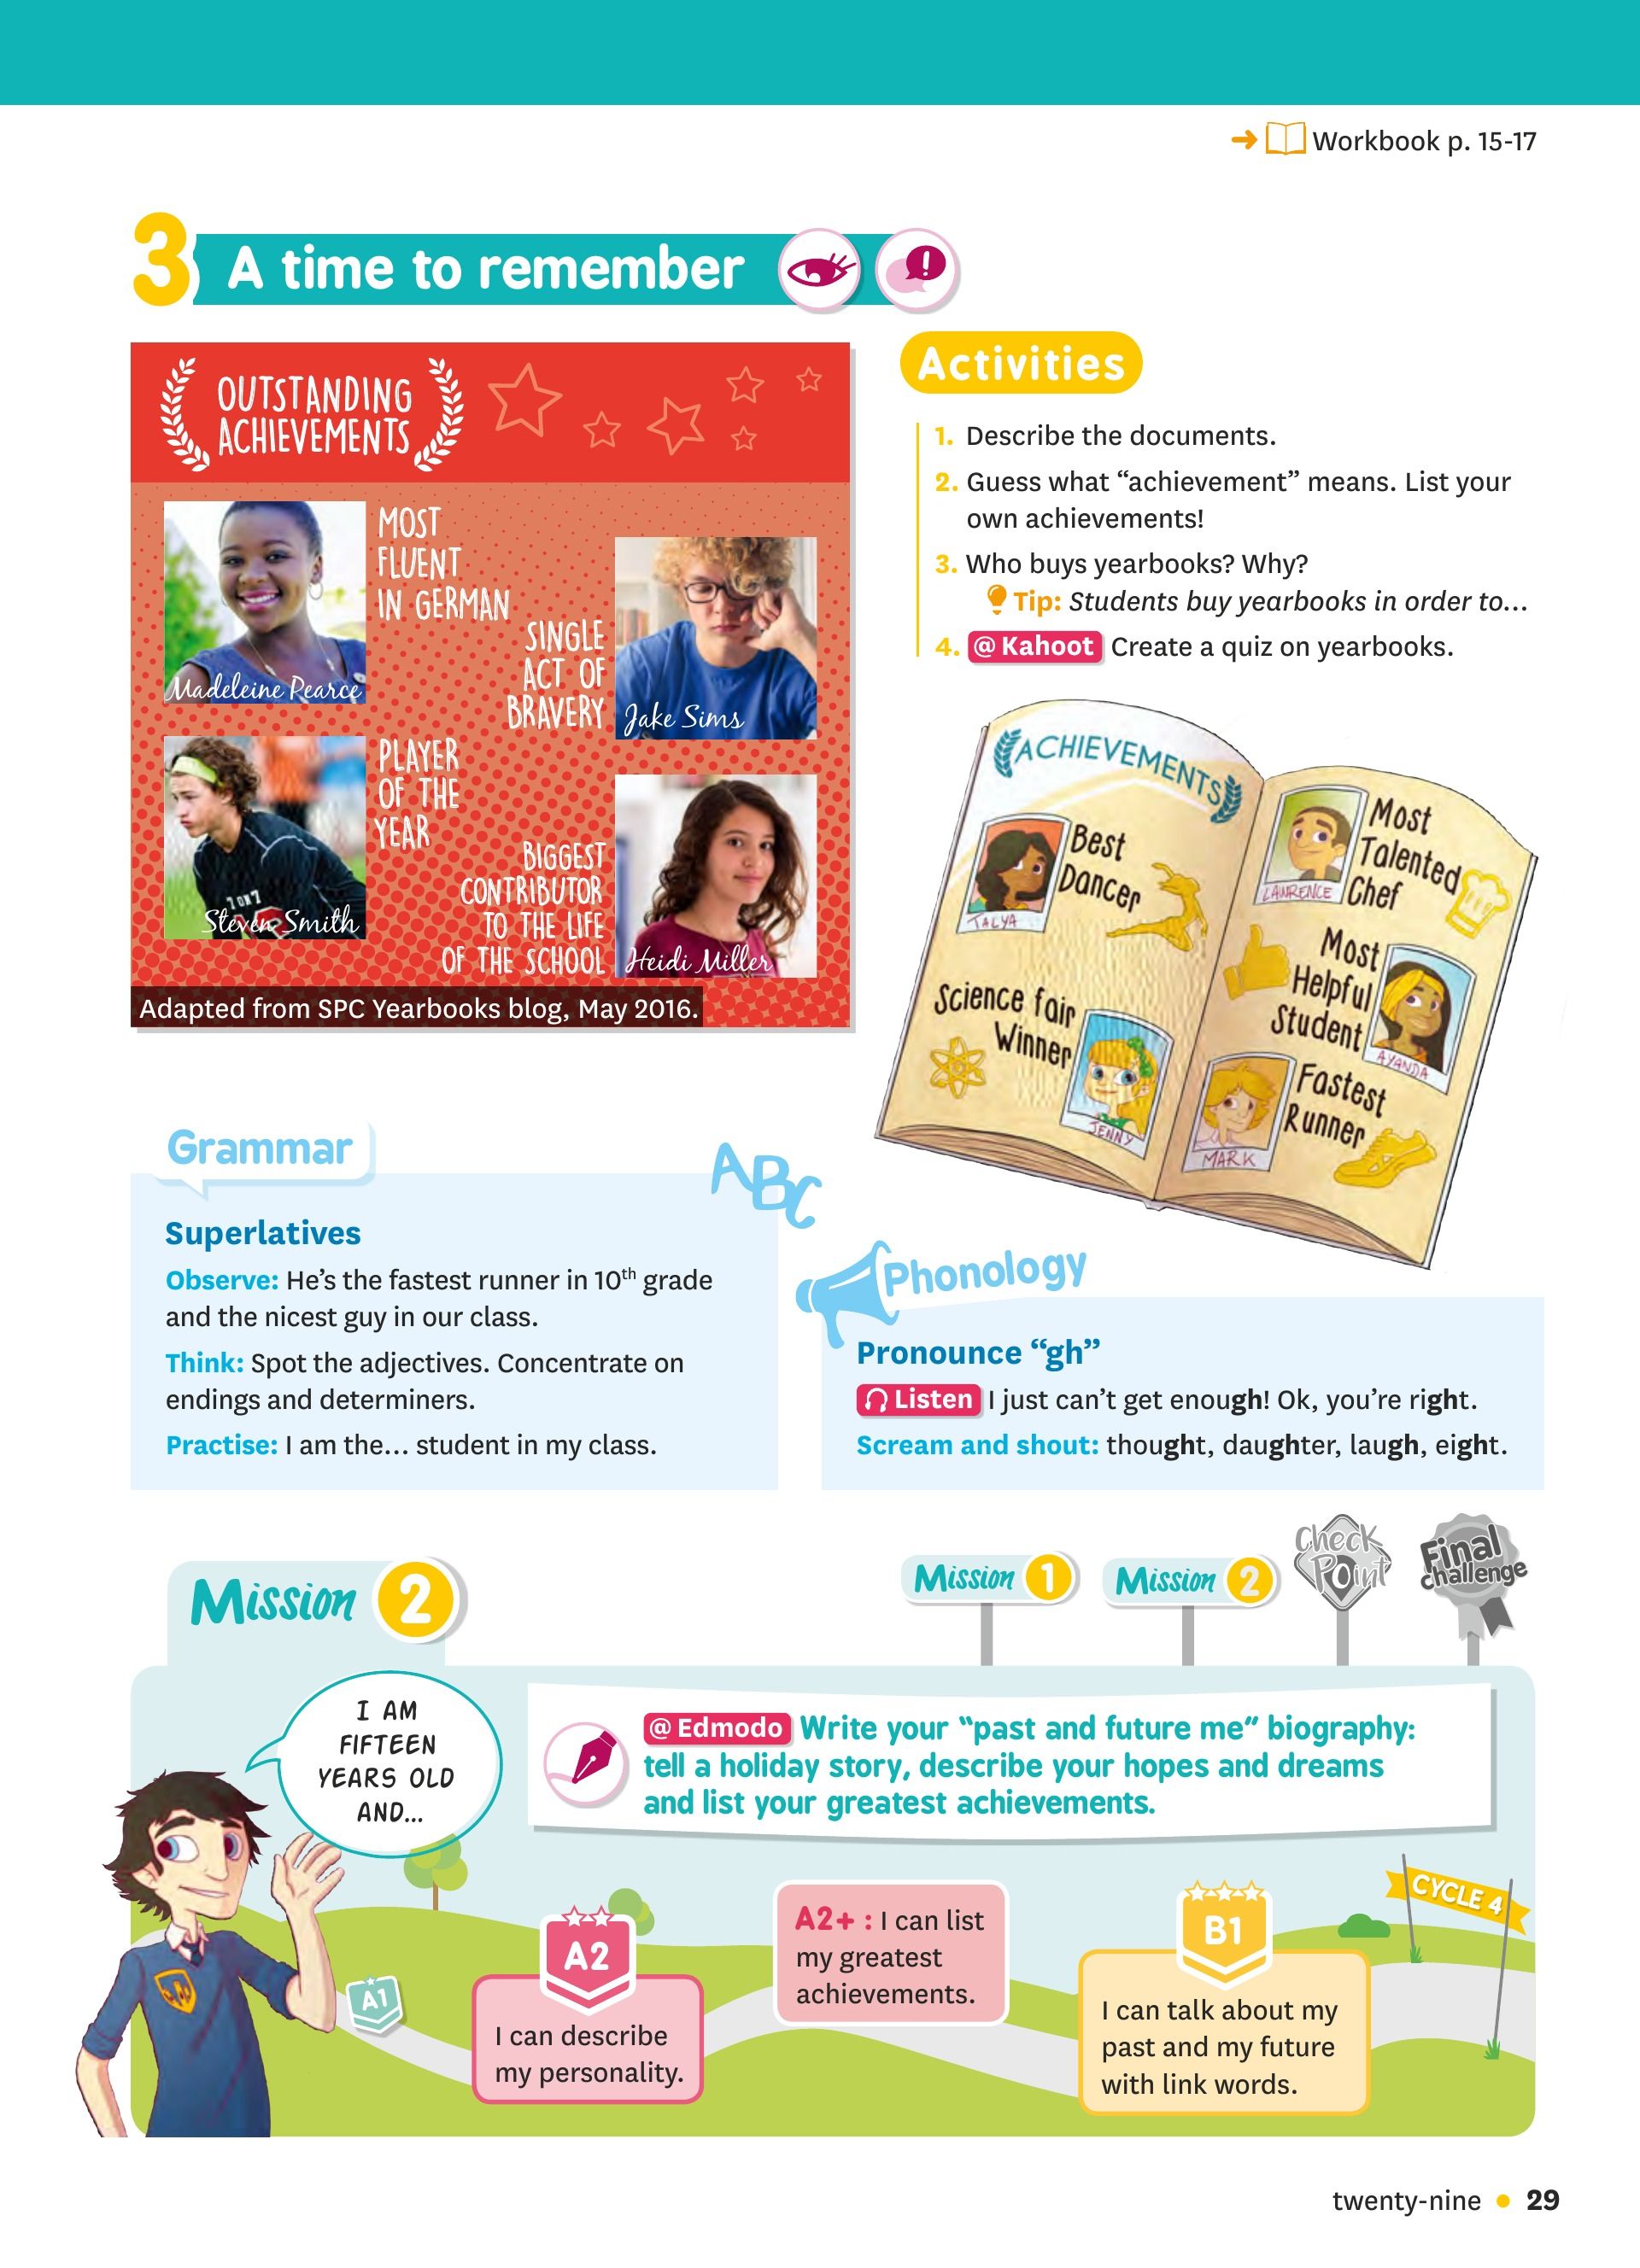 Workbook p. 15-17
3 A time to remember
OUTSTANDING
ACHIEVEMENTS
MOST
FLUENT
IN GERMAN
Madeleine Pearce
SINGLE
ACT OF
BRAVERY
Jake Sims
PLAYER
OF THE
YEAR
Steven Smith
BIGGEST
CONTRIBUTOR
TO THE LIFE
OF THE SCHOOL
Heidi Miller
Adapted from SPC Yearbooks blog, May 2016.
Activities
1. Describe the documents.
2. Guess what “achievement” means. List your
own achievements!
3. Who buys yearbooks? Why?
Tip: Students buy yearbooks in order to…
4. @ Kahoot Create a quiz on yearbooks.
ACHIEVEMENTS
Best
Dancer
TALYA
Science fair
Winner
JENNY
Most
Talented
Chef
LAWRENCE
Most
Helpful
Student
AYANDA
Fastest
Runner
MARK
Grammar
ABC
Superlatives
Observe: He’s the fastest runner in 10th grade
and the nicest guy in our class.
Think: Spot the adjectives. Concentrate on
endings and determiners.
Practise: I am the… student in my class.
Phonology
Pronounce “gh”
Listen I just can’t get enough! Ok, you’re right.
Scream and shout: thought, daughter, laugh, eight.
Mission 2
Mission 1
Mission 2
Check
Point
Final
challenge
I AM
FIFTEEN
YEARS OLD
AND…
@ Edmodo Write your “past and future me” biography:
tell a holiday story, describe your hopes and dreams
and list your greatest achievements.
A1
A2
I can describe
my personality.
A2+ : I can list
my greatest
achievements.
B1
I can talk about my
past and my future
with link words.
CYCLE 4
twenty-nine • 29